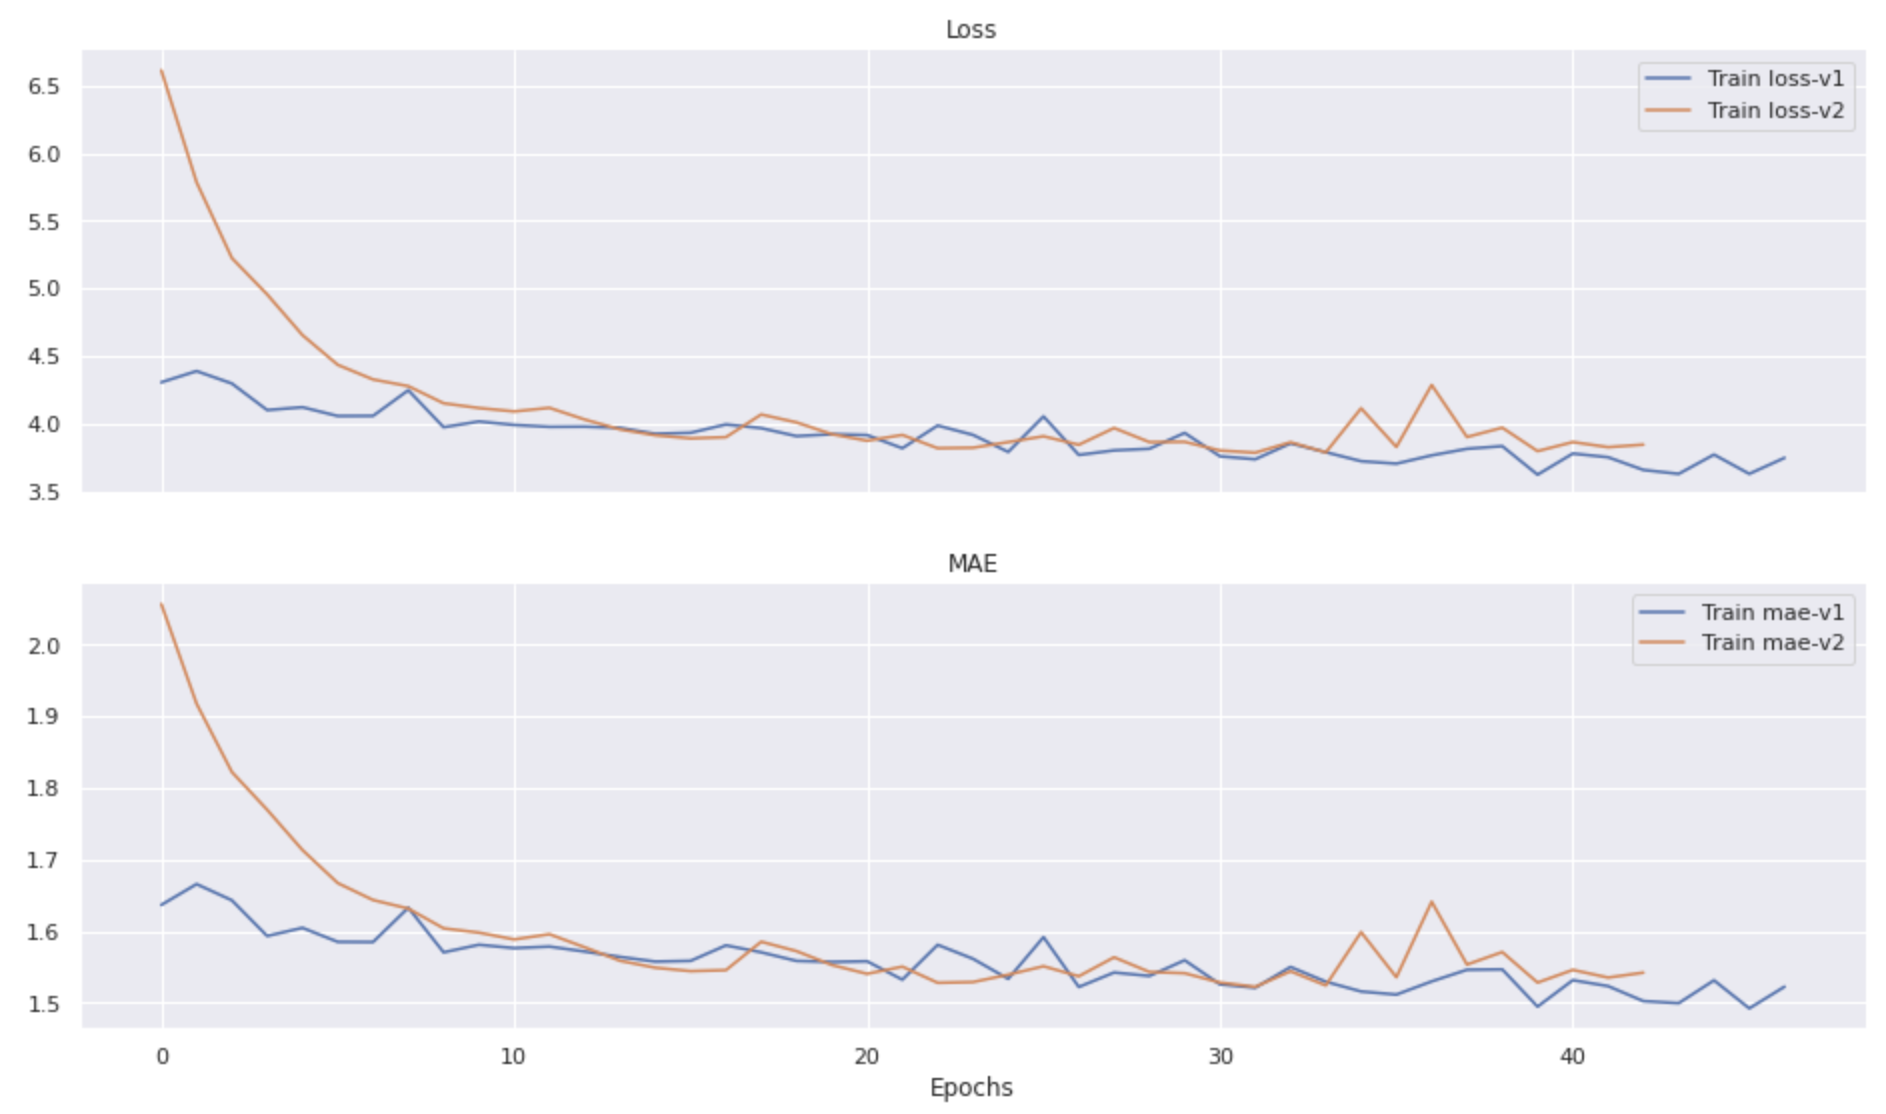 Loss
6.5
6.0
5.5
5.0
4.5
4.0
3.5
Train loss-v1
Train loss-v2
MAE
2.0
1.9
1.8
1.7
1.6
1.5
Train mae-v1
Train mae-v2
0 10 20 30 40
Epochs